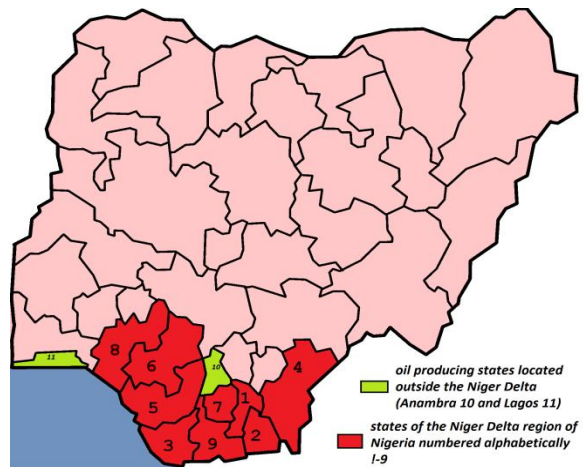 8
6
4
11
10
5
7
1
3
9
2
oil producing states located
outside the Niger Delta
(Anambra 10 and Lagos 11)
states of the Niger Delta region of
Nigeria numbered alphabetically
!-9